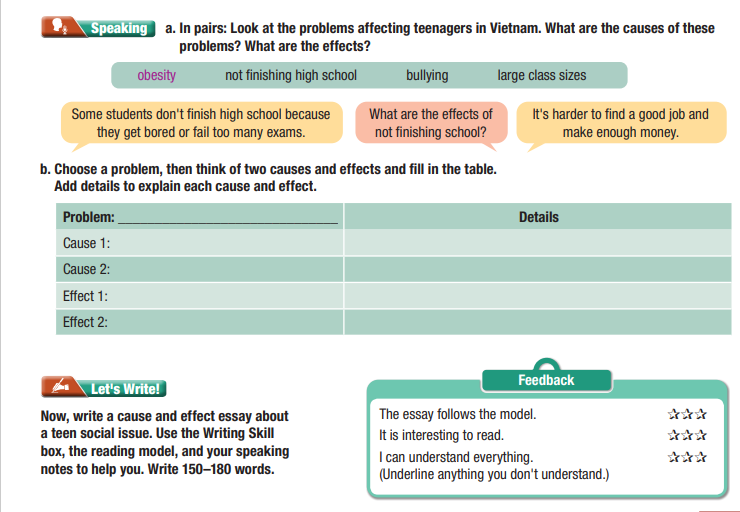 Speaking a. In pairs: Look at the problems affecting teenagers in Vietnam. What are the causes of these
problems? What are the effects?
obesity not finishing high school bullying large class sizes
Some students don't finish high school because
they get bored or fail too many exams.
What are the effects of
not finishing school?
It's harder to find a good job and
make enough money.
b. Choose a problem, then think of two causes and effects and fill in the table.
Add details to explain each cause and effect.
Problem: ____________________________ Details
Cause 1:
Cause 2:
Effect 1:
Effect 2:
Let's Write!
Now, write a cause and effect essay about
a teen social issue. Use the Writing Skill
box, the reading model, and your speaking
notes to help you. Write 150–180 words.
Feedback
The essay follows the model. ☆☆☆
It is interesting to read. ☆☆☆
I can understand everything. ☆☆☆
(Underline anything you don't understand.)